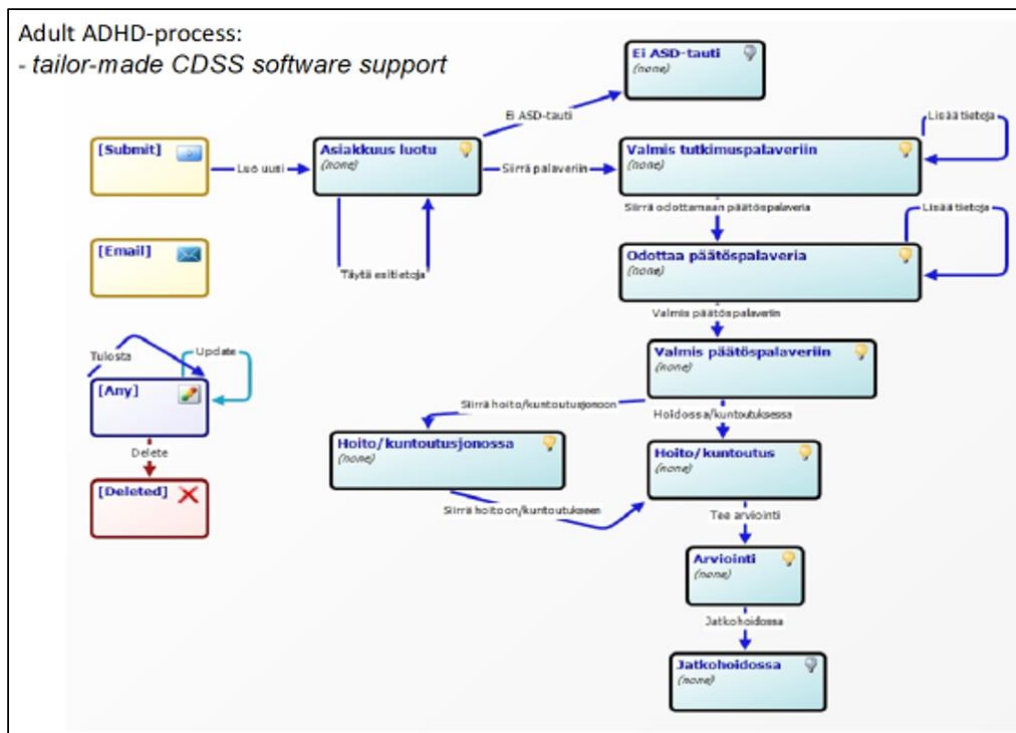 Adult ADHD-process:
- tailor-made CDSS software support
Ei ASD-tauti
(none)
Ei ASD-tauti
Lisää tietoja
[Submit]
Luo uusi
Asiakkuus luotu
(none)
Siirrä palaveriin
Valmis tutkimuspalaveriin
(none)
Siirrä odottamaan päätöspalaveria
Lisää tietoja
[Email]
Täytä esitietoja
Odottaa päätöspalaveria
(none)
Valmis päätöspalaveriin
Tulosta
Update
Valmis päätöspalaveriin
(none)
[Any]
Siirrä hoito/kuntoutusjonoon
Hoidossa/kuntoutuksessa
Delete
Hoito/kuntoutusjonossa
(none)
Hoito/kuntoutus
(none)
[Deleted]
Siirrä hoitoon/kuntoutukseen
Tee arviointi
Arviointi
(none)
Jatkohoidossa
Jatkohoidossa
(none)